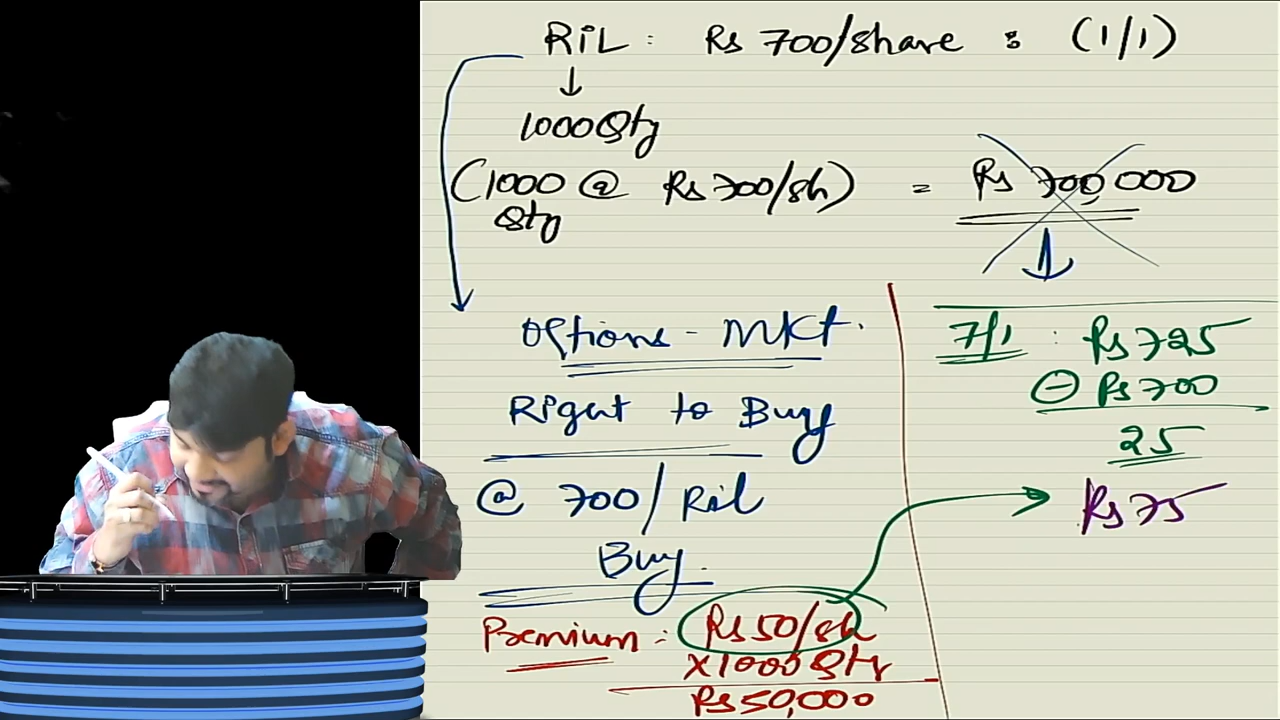 RiL : Rs 700/share : (1/1)
↓
1000 Qty
(1000 @ Rs 700/sh) = Rs 700,000
Qty
Options - MKt.
Right to Buy
@ 700/Ril
Buy.
Premium : Rs 50/sh
x 1000 Qty
Rs 50,000
7/1 : Rs 725
- Rs 700
25
Rs 75